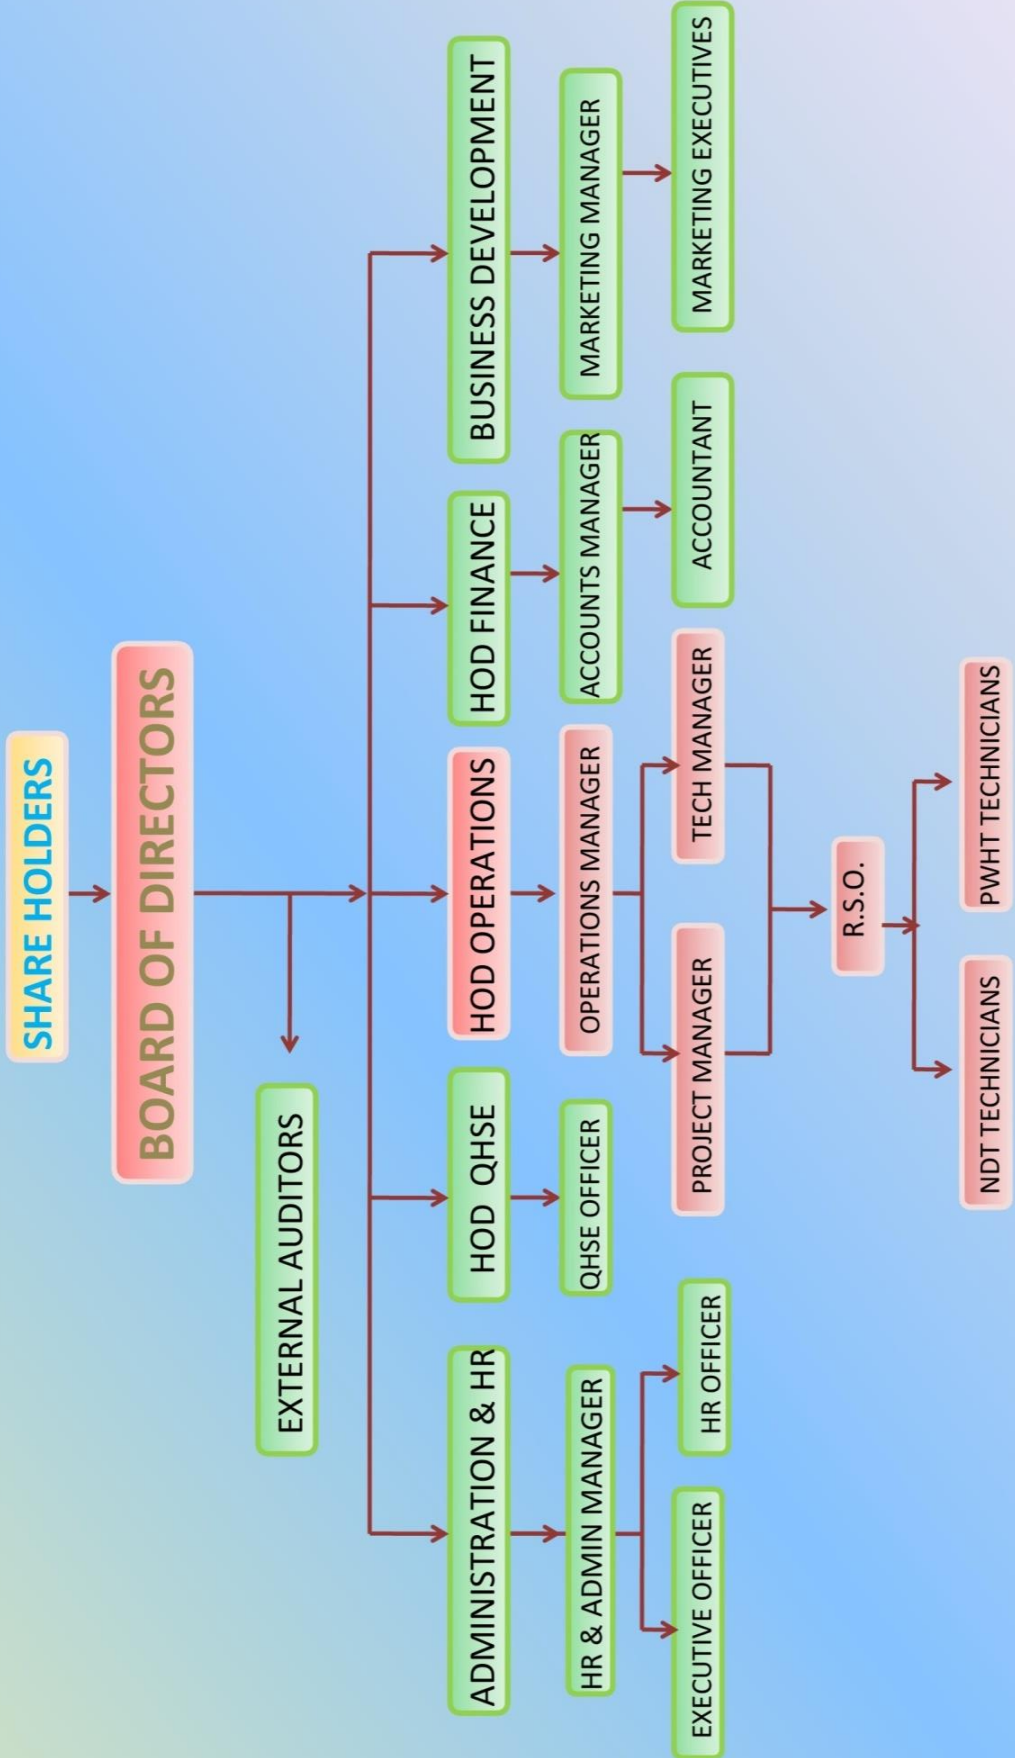 SHARE HOLDERS
BOARD OF DIRECTORS
EXTERNAL AUDITORS
ADMINISTRATION & HR
HOD  QHSE
HOD OPERATIONS
HOD FINANCE
BUSINESS DEVELOPMENT
HR & ADMIN MANAGER
QHSE OFFICER
OPERATIONS MANAGER
ACCOUNTS MANAGER
MARKETING MANAGER
EXECUTIVE OFFICER
HR OFFICER
PROJECT MANAGER
TECH MANAGER
ACCOUNTANT
MARKETING EXECUTIVES
R.S.O.
NDT TECHNICIANS
PWHT TECHNICIANS